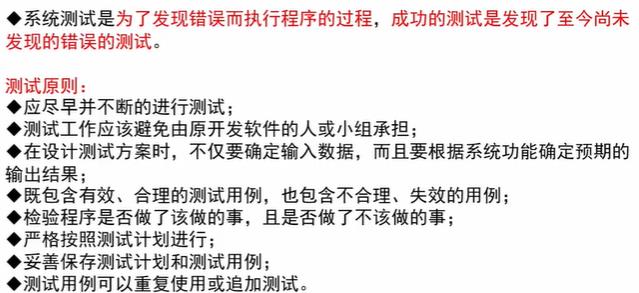 ◆系统测试是为了发现错误而执行程序的过程，成功的测试是发现了至今尚未
发现的错误的测试。
测试原则：
◆应尽早并不断的进行测试；
◆测试工作应该避免由原开发软件的人或小组承担；
◆在设计测试方案时，不仅要确定输入数据，而且要根据系统功能确定预期的
输出结果；
◆既包含有效、合理的测试用例，也包含不合理、失效的用例；
◆检验程序是否做了该做的事，且是否做了不该做的事；
◆严格按照测试计划进行；
◆妥善保存测试计划和测试用例；
◆测试用例可以重复使用或追加测试。